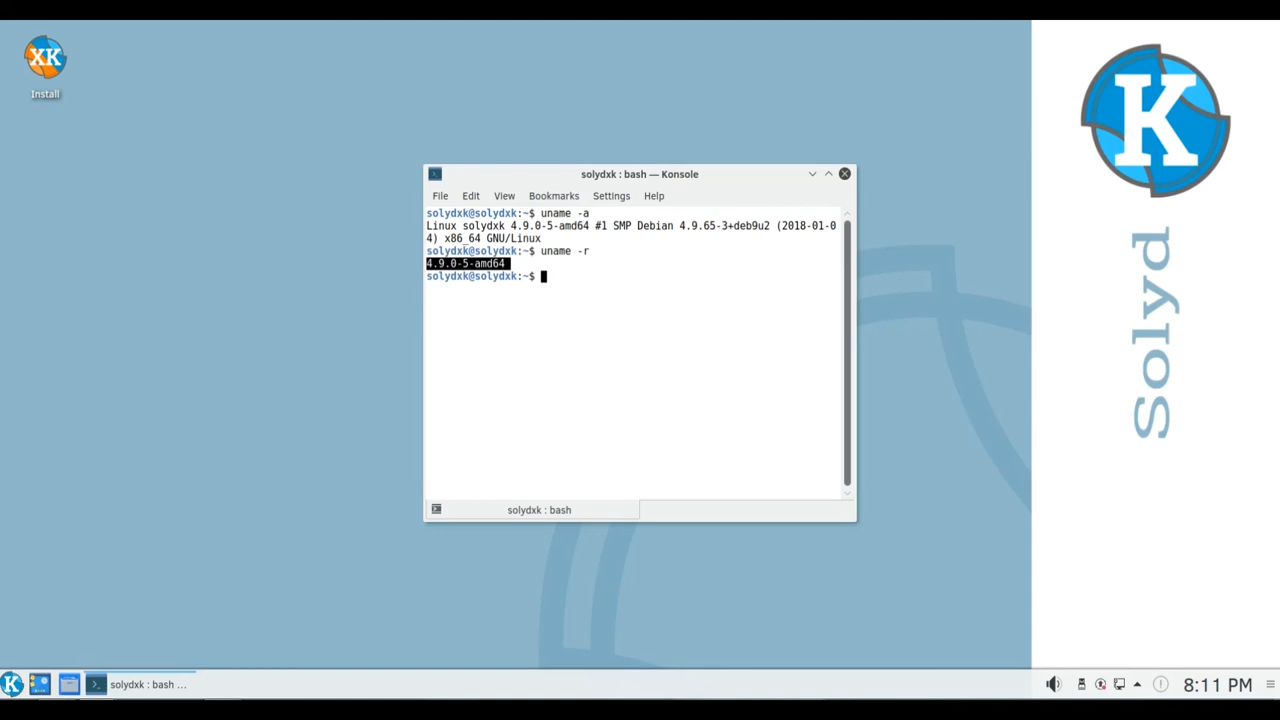 XK
Install
K
Solyd
solydxk : bash — Konsole
File Edit View Bookmarks Settings Help
solydxk@solydxk:~$ uname -a
Linux solydxk 4.9.0-5-amd64 #1 SMP Debian 4.9.65-3+deb9u2 (2018-01-0
4) x86_64 GNU/Linux
solydxk@solydxk:~$ uname -r
4.9.0-5-amd64
solydxk@solydxk:~$
solydxk : bash
K
solydxk : bash ...
8:11 PM